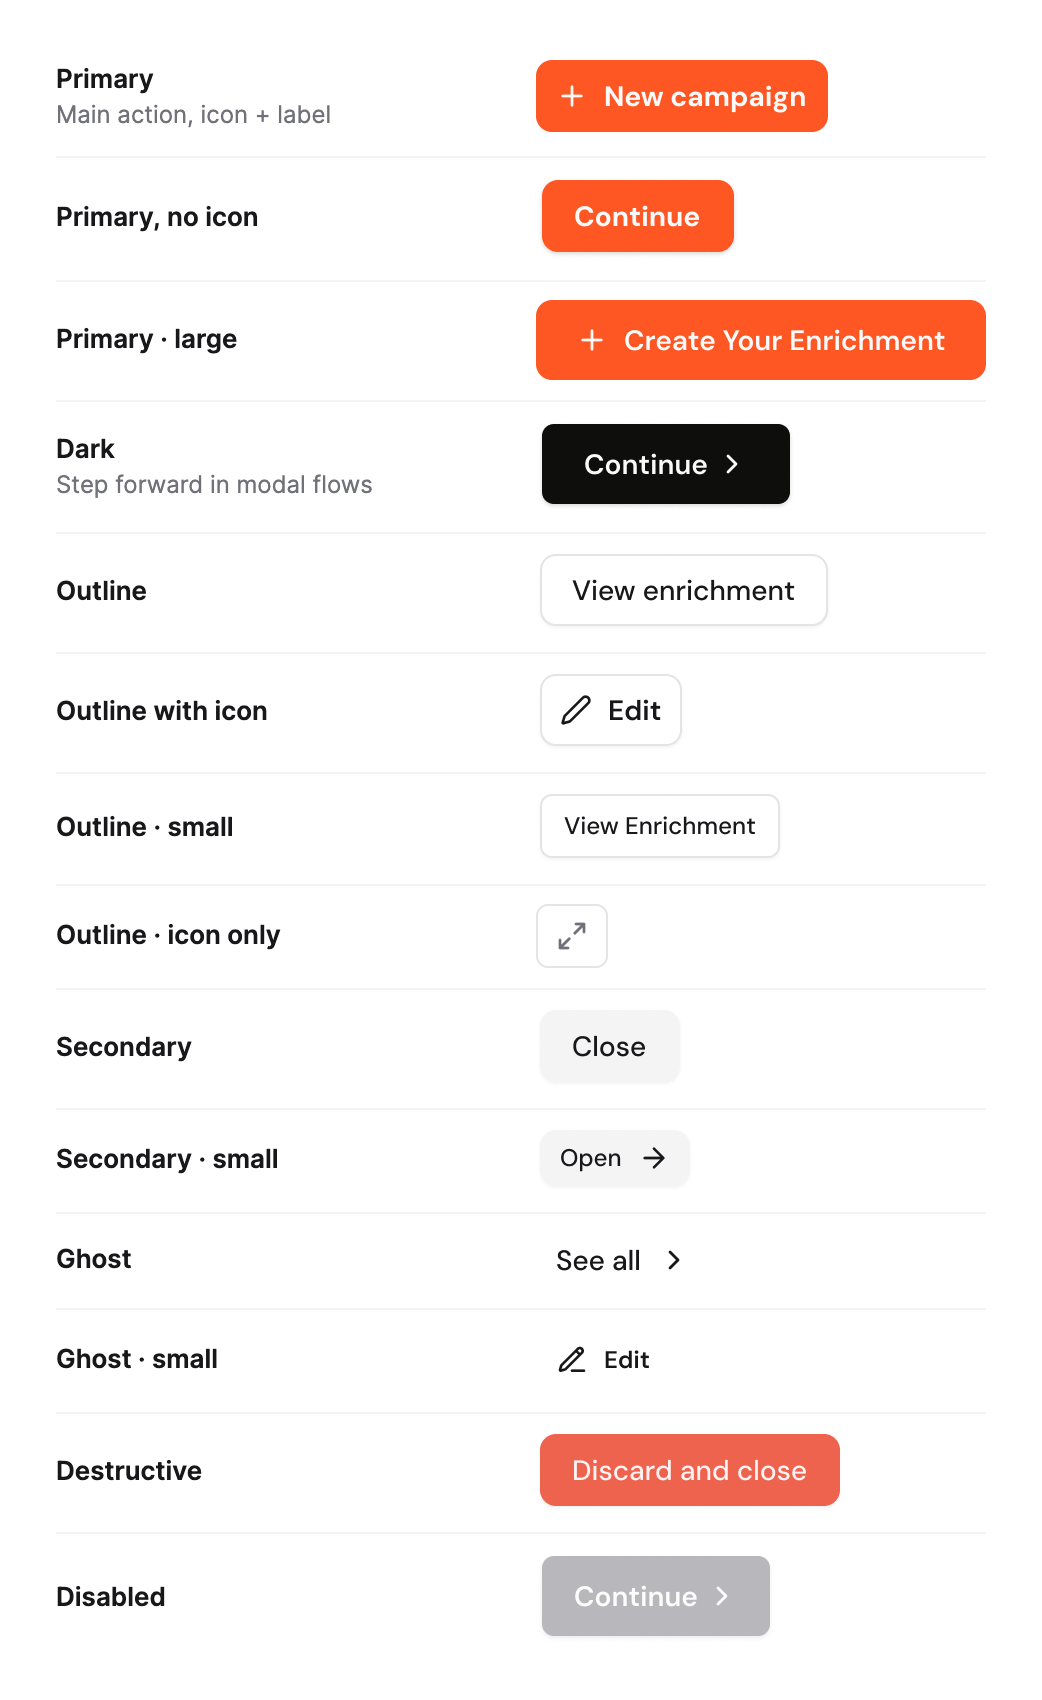 Primary
Main action, icon + label
New campaign
Primary, no icon
Continue
Primary · large
Create Your Enrichment
Dark
Step forward in modal flows
Continue
Outline
View enrichment
Outline with icon
Edit
Outline · small
View Enrichment
Outline · icon only
Secondary
Close
Secondary · small
Open
Ghost
See all
Ghost · small
Edit
Destructive
Discard and close
Disabled
Continue